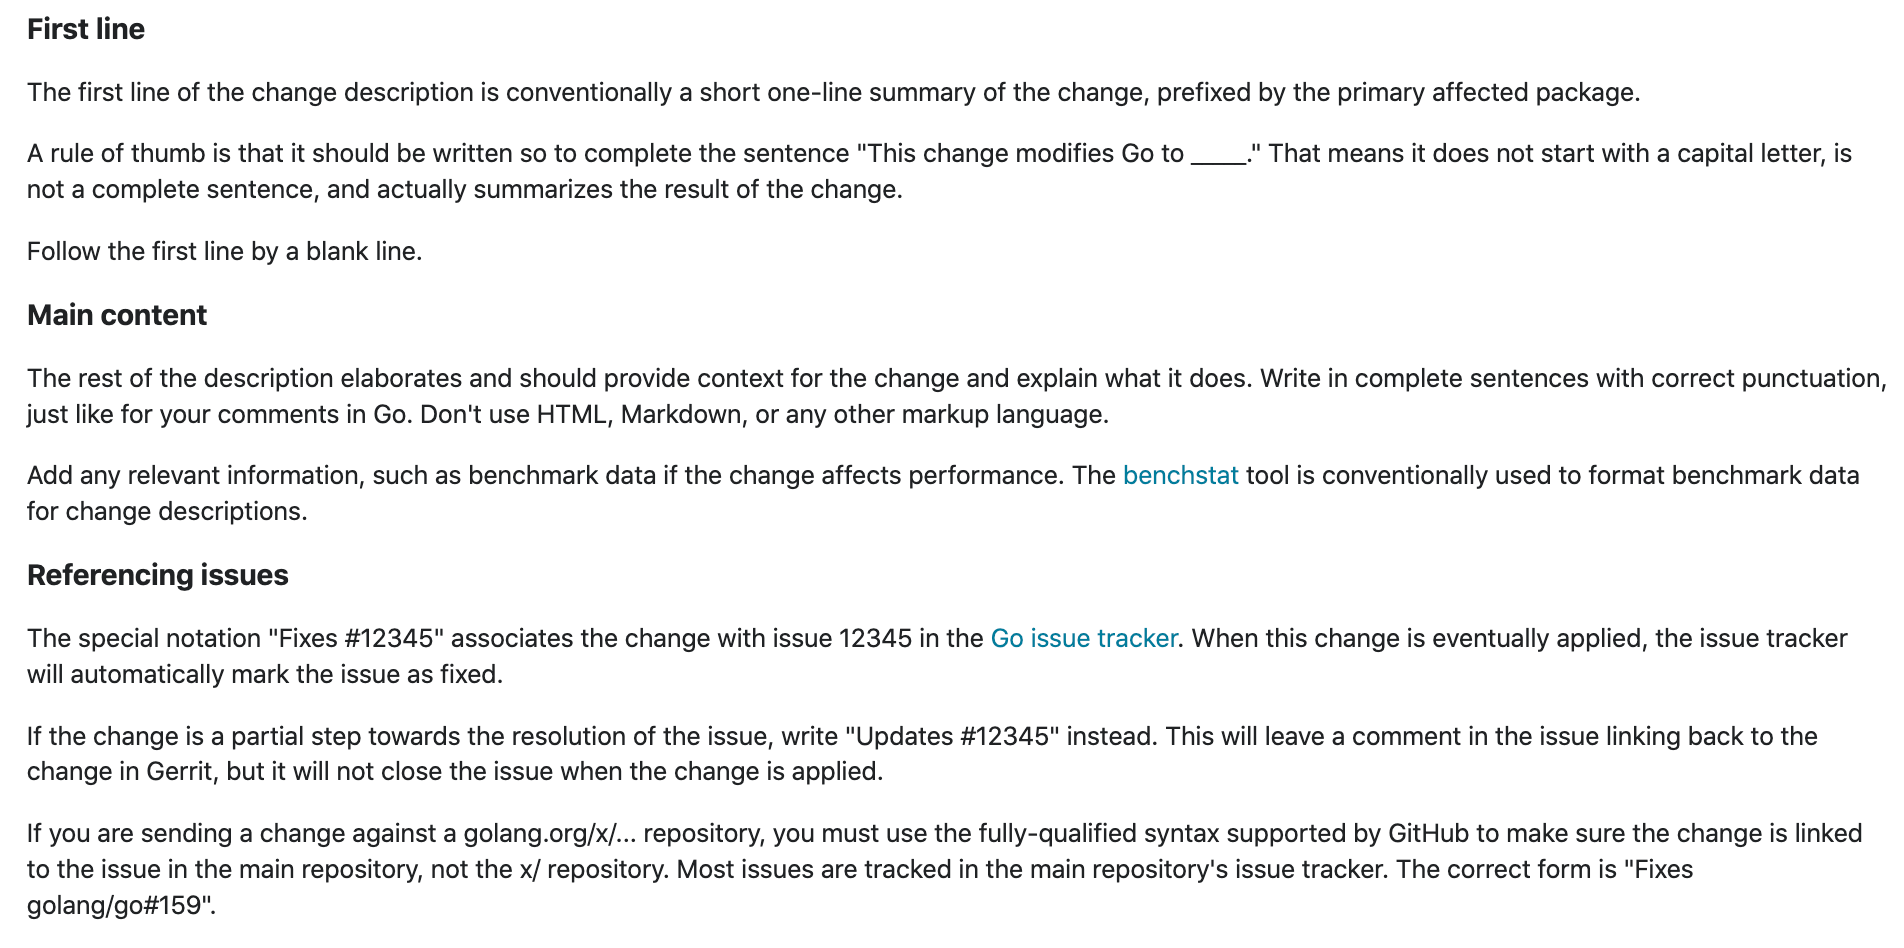 First line
The first line of the change description is conventionally a short one-line summary of the change, prefixed by the primary affected package.
A rule of thumb is that it should be written so to complete the sentence "This change modifies Go to _____." That means it does not start with a capital letter, is
not a complete sentence, and actually summarizes the result of the change.
Follow the first line by a blank line.
Main content
The rest of the description elaborates and should provide context for the change and explain what it does. Write in complete sentences with correct punctuation,
just like for your comments in Go. Don't use HTML, Markdown, or any other markup language.
Add any relevant information, such as benchmark data if the change affects performance. The benchstat tool is conventionally used to format benchmark data
for change descriptions.
Referencing issues
The special notation "Fixes #12345" associates the change with issue 12345 in the Go issue tracker. When this change is eventually applied, the issue tracker
will automatically mark the issue as fixed.
If the change is a partial step towards the resolution of the issue, write "Updates #12345" instead. This will leave a comment in the issue linking back to the
change in Gerrit, but it will not close the issue when the change is applied.
If you are sending a change against a golang.org/x/... repository, you must use the fully-qualified syntax supported by GitHub to make sure the change is linked
to the issue in the main repository, not the x/ repository. Most issues are tracked in the main repository's issue tracker. The correct form is "Fixes
golang/go#159".